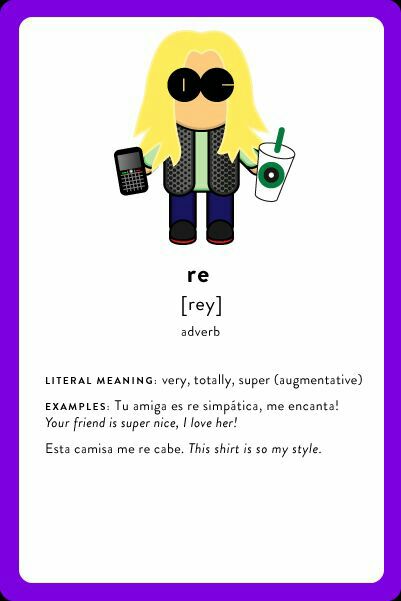 re
[rey]
adverb
LITERAL MEANING: very, totally, super (augmentative)
EXAMPLES: Tu amiga es re simpática, me encanta!
Your friend is super nice, I love her!
Esta camisa me re cabe. This shirt is so my style.